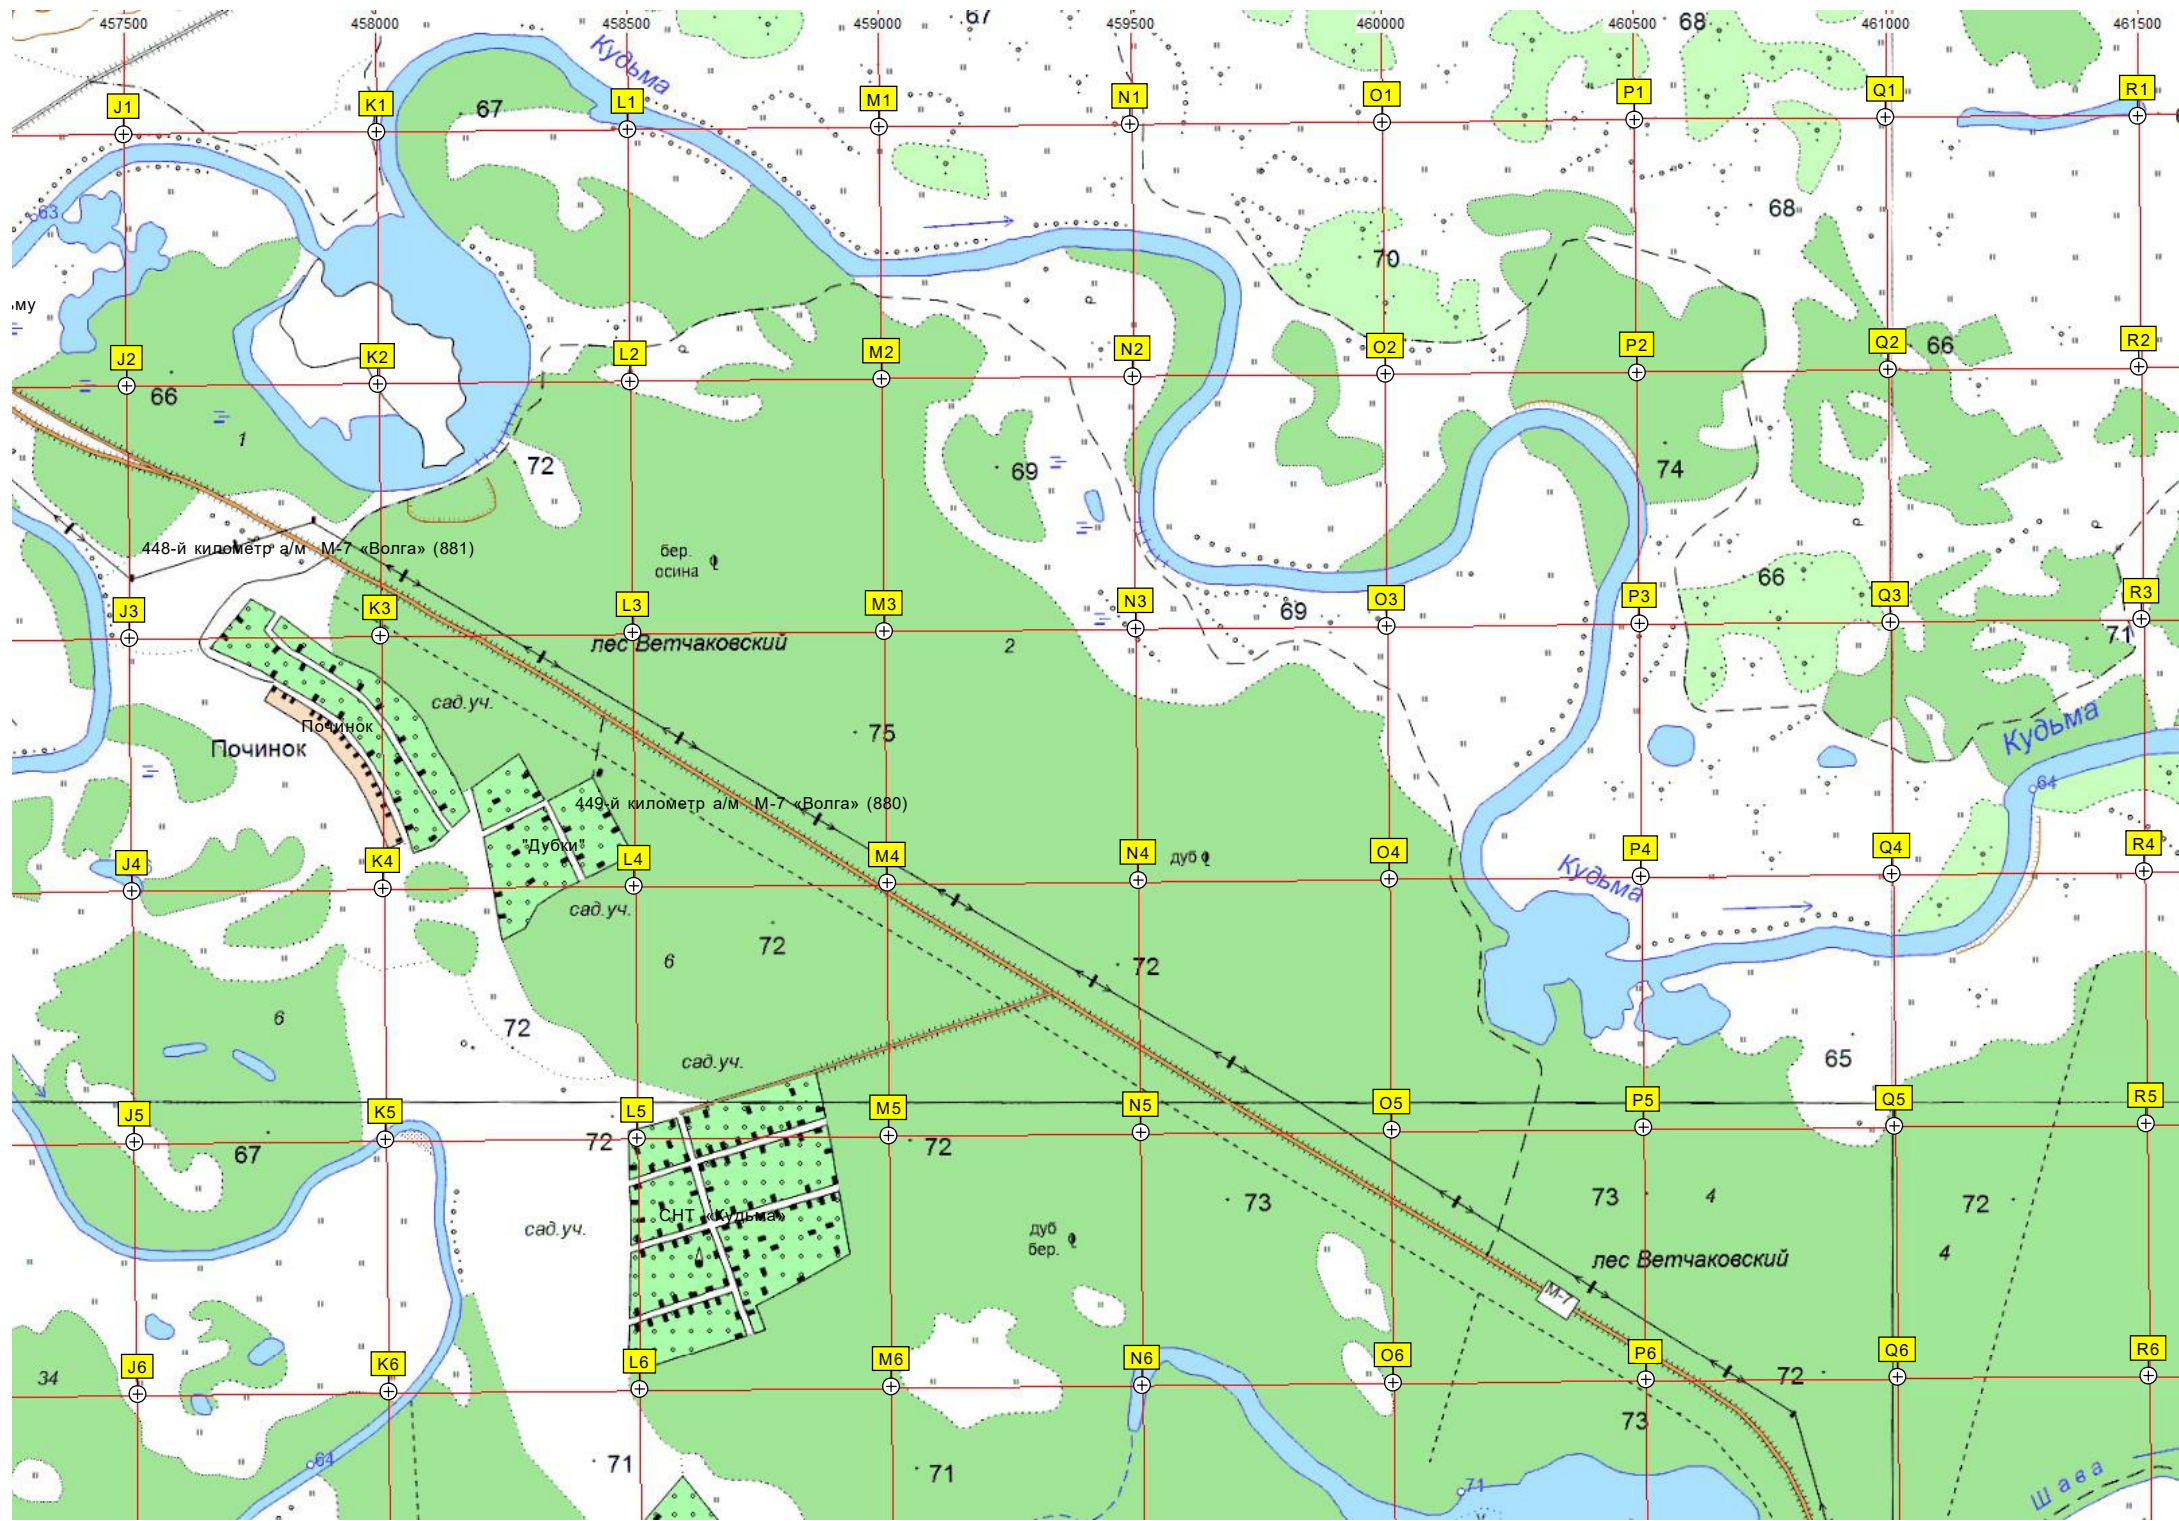 457500 458000 458500 459000 459500 460000 460500 461000 461500
67 68
Кудьма
J1 K1 L1 M1 N1 O1 P1 Q1 R1
67
63
68
70
му
J2 K2 L2 M2 N2 O2 P2 Q2 R2
66
66
1
72
69
74
448-й километр а/м М-7 «Волга» (881)
бер.
осина
66
J3 K3 L3 M3 N3 O3 P3 Q3 R3
69
71
лес Ветчаковский
2
сад.уч.
Починок
Починок
75
Кудьма
64
449-й километр а/м М-7 «Волга» (880)
"Дубки"
дуб
J4 K4 L4 M4 N4 O4 P4 Q4 R4
Кудьма
сад.уч.
72
6
72
6
72
65
сад.уч.
J5 K5 L5 M5 N5 O5 P5 Q5 R5
67
72
72
73
73
4
72
СНТ «Кудьма»
сад.уч.
дуб
бер.
лес Ветчаковский
4
М-7
J6 K6 L6 M6 N6 O6 P6 Q6 R6
34
72
73
64
71
71
71
Шава